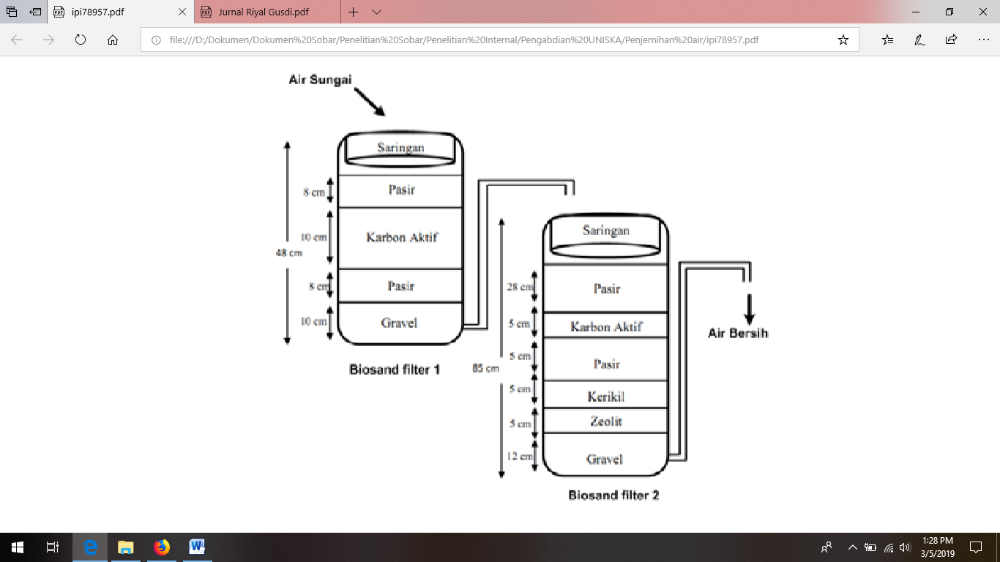 ipi78957.pdf
Jurnal Riyal Gusdi.pdf
file:///D:/Dokumen/Dokumen%20Sobar/Penelitian%20Sobar/Penelitian%20Internal/Pengabdian%20UNISKA/Penjernihan%20air/ipi78957.pdf
Air Sungai
Saringan
8 cm
Pasir
10 cm
Karbon Aktif
48 cm
8 cm
Pasir
10 cm
Gravel
Biosand filter 1
Saringan
28 cm
Pasir
5 cm
Karbon Aktif
5 cm
Pasir
85 cm
5 cm
Kerikil
5 cm
Zeolit
12 cm
Gravel
Biosand filter 2
Air Bersih
1:28 PM
3/5/2019